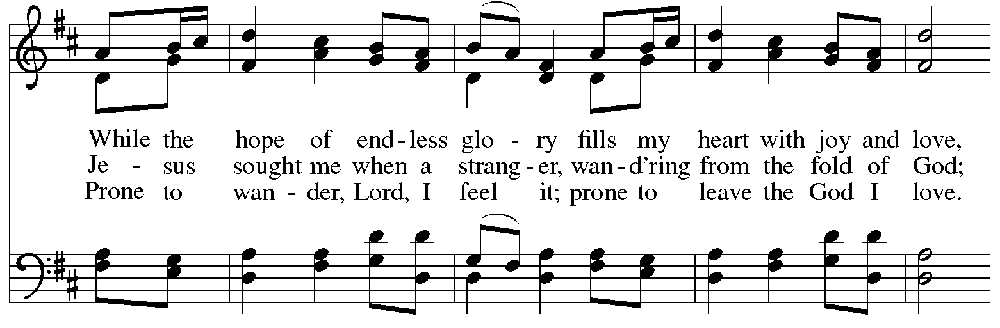 While the hope of end - less glo - ry fills my heart with joy and love,
Je - sus sought me when a strang - er, wan - d'ring from the fold of God;
Prone to wan - der, Lord, I feel it; prone to leave the God I love.